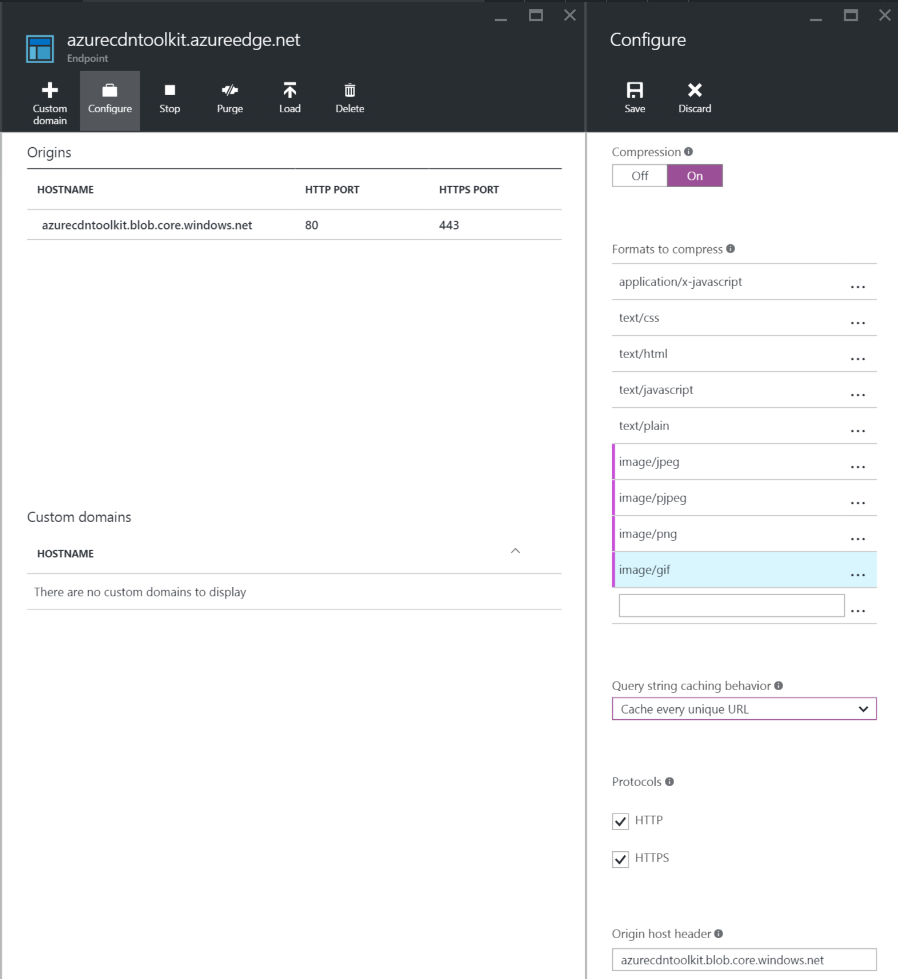 azurecdntoolkit.azureedge.net
Endpoint
Custom domain
Configure
Stop
Purge
Load
Delete
Origins
HOSTNAME HTTP PORT HTTPS PORT
azurecdntoolkit.blob.core.windows.net 80 443
Custom domains
HOSTNAME
There are no custom domains to display
Configure
Save
Discard
Compression
Off On
Formats to compress
application/x-javascript ...
text/css ...
text/html ...
text/javascript ...
text/plain ...
image/jpeg ...
image/pjpeg ...
image/png ...
image/gif ...
...
Query string caching behavior
Cache every unique URL
Protocols
HTTP
HTTPS
Origin host header
azurecdntoolkit.blob.core.windows.net